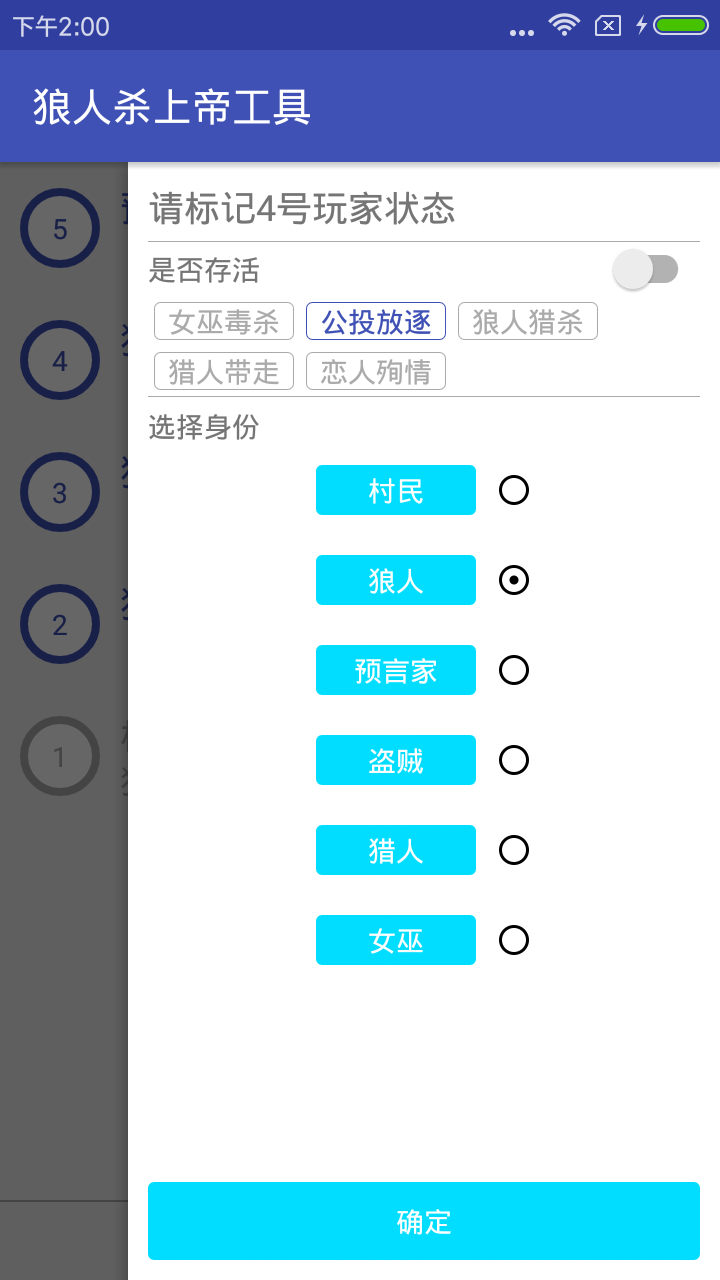 下午2:00
狼人杀上帝工具
请标记4号玩家状态
是否存活
女巫毒杀 公投放逐 狼人猎杀
猎人带走 恋人殉情
选择身份
村民
狼人
预言家
盗贼
猎人
女巫
确定
5
4
3
2
1